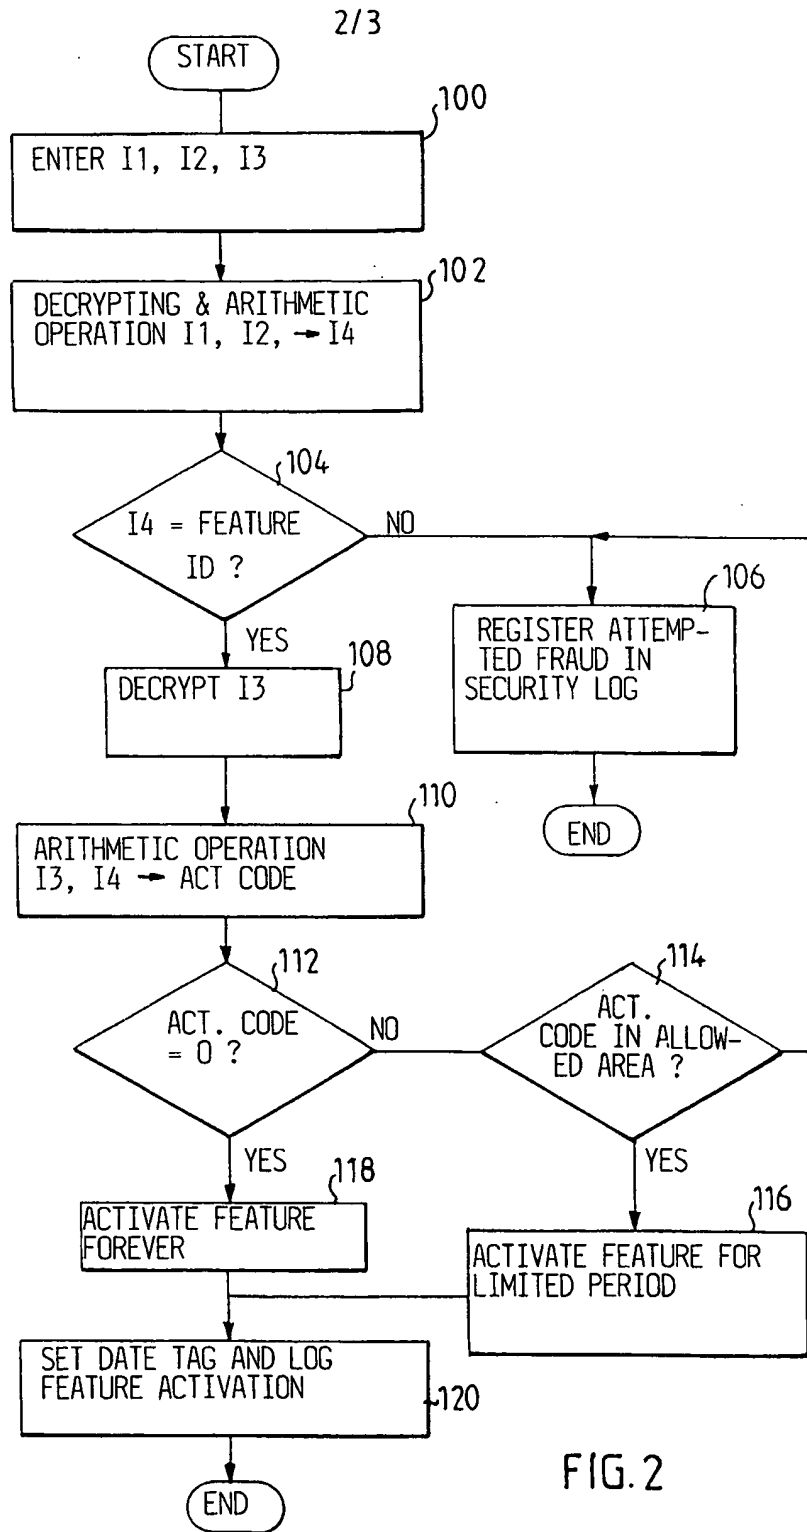 2/3
START
100
ENTER I1, I2, I3
102
DECRYPTING & ARITHMETIC
OPERATION I1, I2, → I4
104
I4 = FEATURE
ID ?
NO
YES
106
REGISTER ATTEMP-
TED FRAUD IN
SECURITY LOG
END
108
DECRYPT I3
110
ARITHMETIC OPERATION
I3, I4 → ACT CODE
112
ACT. CODE
= 0 ?
NO
YES
114
ACT.
CODE IN ALLOW-
ED AREA ?
YES
118
ACTIVATE FEATURE
FOREVER
116
ACTIVATE FEATURE FOR
LIMITED PERIOD
SET DATE TAG AND LOG
FEATURE ACTIVATION
120
END
FIG. 2